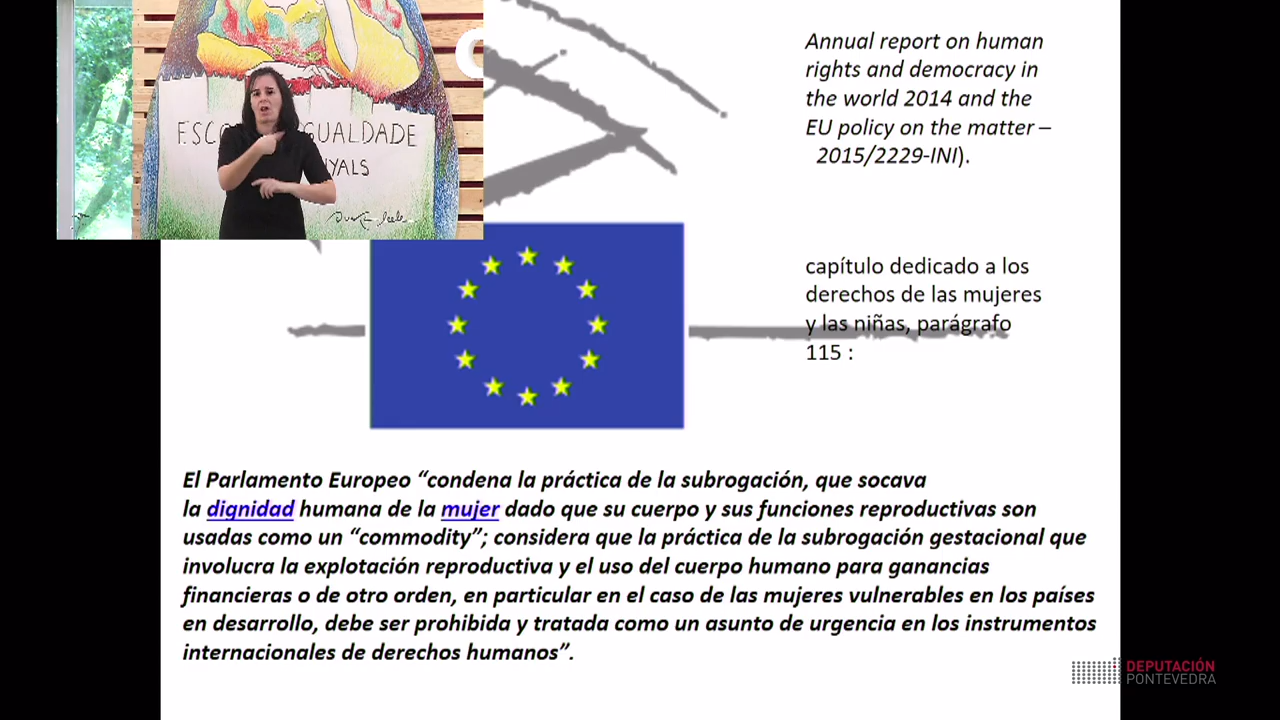 ESCO GUALDADE
NYALS
Annual report on human
rights and democracy in
the world 2014 and the
EU policy on the matter –
2015/2229-INI).
capítulo dedicado a los
derechos de las mujeres
y las niñas, parágrafo
115 :
El Parlamento Europeo “condena la práctica de la subrogación, que socava
la dignidad humana de la mujer dado que su cuerpo y sus funciones reproductivas son
usadas como un “commodity”; considera que la práctica de la subrogación gestacional que
involucra la explotación reproductiva y el uso del cuerpo humano para ganancias
financieras o de otro orden, en particular en el caso de las mujeres vulnerables en los países
en desarrollo, debe ser prohibida y tratada como un asunto de urgencia en los instrumentos
internacionales de derechos humanos”.
DEPUTACIÓN
PONTEVEDRA